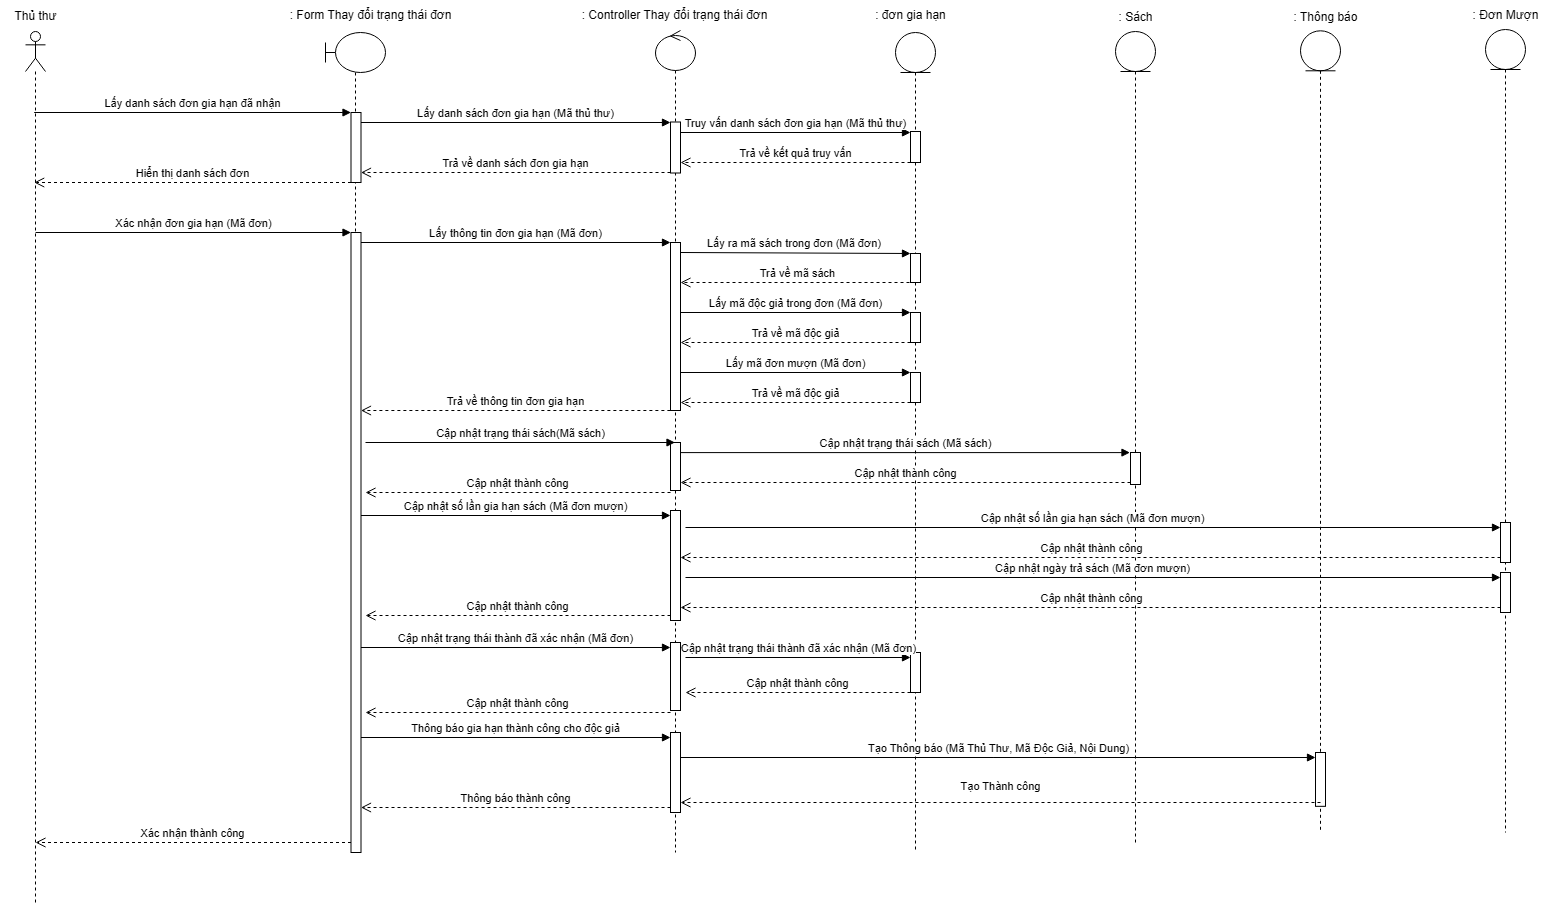 Thủ thư
: Form Thay đổi trạng thái đơn
: Controller Thay đổi trạng thái đơn
: đơn gia hạn
: Sách
: Thông báo
: Đơn Mượn
Lấy danh sách đơn gia hạn đã nhận
Lấy danh sách đơn gia hạn (Mã thủ thư)
Truy vấn danh sách đơn gia hạn (Mã thủ thư)
Trả về kết quả truy vấn
Trả về danh sách đơn gia hạn
Hiển thị danh sách đơn
Xác nhận đơn gia hạn (Mã đơn)
Lấy thông tin đơn gia hạn (Mã đơn)
Lấy ra mã sách trong đơn (Mã đơn)
Trả về mã sách
Lấy mã độc giả trong đơn (Mã đơn)
Trả về mã độc giả
Lấy mã đơn mượn (Mã đơn)
Trả về mã độc giả
Trả về thông tin đơn gia hạn
Cập nhật trạng thái sách(Mã sách)
Cập nhật trạng thái sách (Mã sách)
Cập nhật thành công
Cập nhật thành công
Cập nhật số lần gia hạn sách (Mã đơn mượn)
Cập nhật số lần gia hạn sách (Mã đơn mượn)
Cập nhật thành công
Cập nhật ngày trả sách (Mã đơn mượn)
Cập nhật thành công
Cập nhật thành công
Cập nhật trạng thái thành đã xác nhận (Mã đơn)
Cập nhật trạng thái thành đã xác nhận (Mã đơn)
Cập nhật thành công
Cập nhật thành công
Thông báo gia hạn thành công cho độc giả
Tạo Thông báo (Mã Thủ Thư, Mã Độc Giả, Nội Dung)
Tạo Thành công
Thông báo thành công
Xác nhận thành công